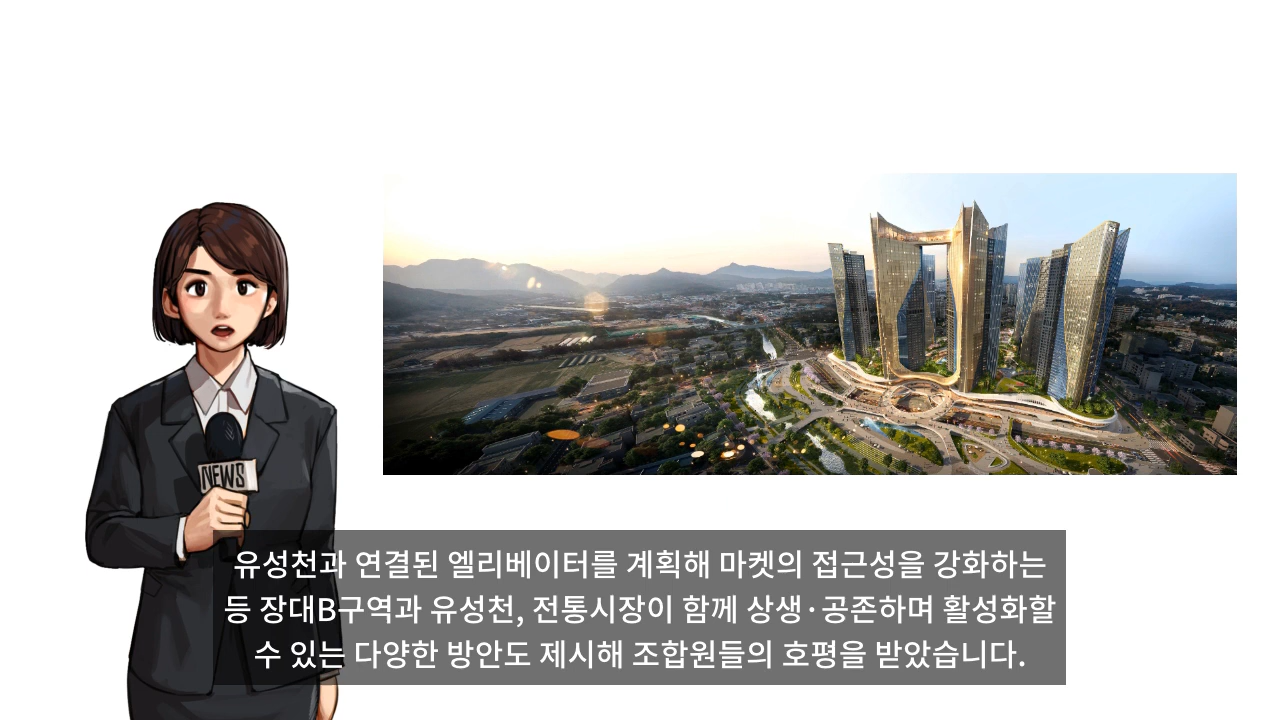 NEWS
유성천과 연결된 엘리베이터를 계획해 마켓의 접근성을 강화하는
등 장대B구역과 유성천, 전통시장이 함께 상생·공존하며 활성화할
수 있는 다양한 방안도 제시해 조합원들의 호평을 받았습니다.